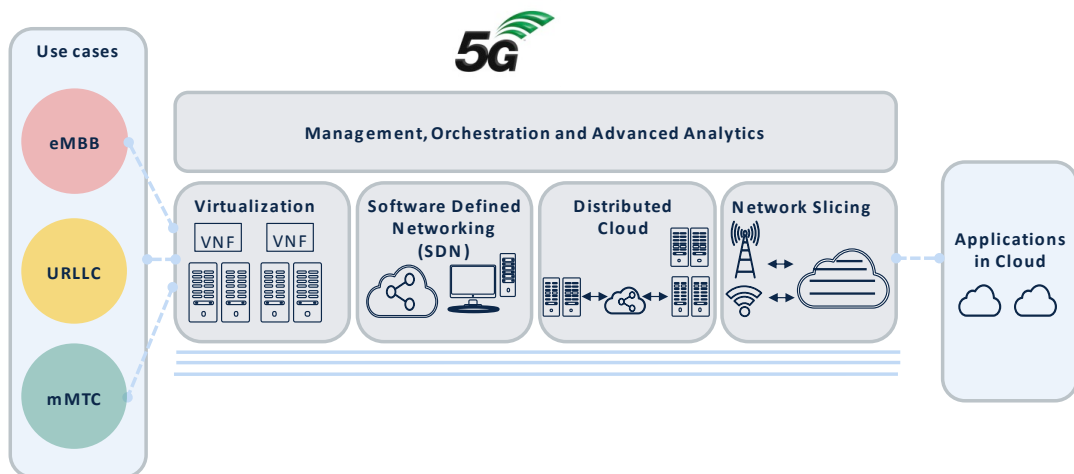 5G
Use cases
eMBB
URLLC
mMTC
Management, Orchestration and Advanced Analytics
Virtualization
VNF
VNF
Software Defined
Networking
(SDN)
Distributed
Cloud
Network Slicing
Applications
in Cloud